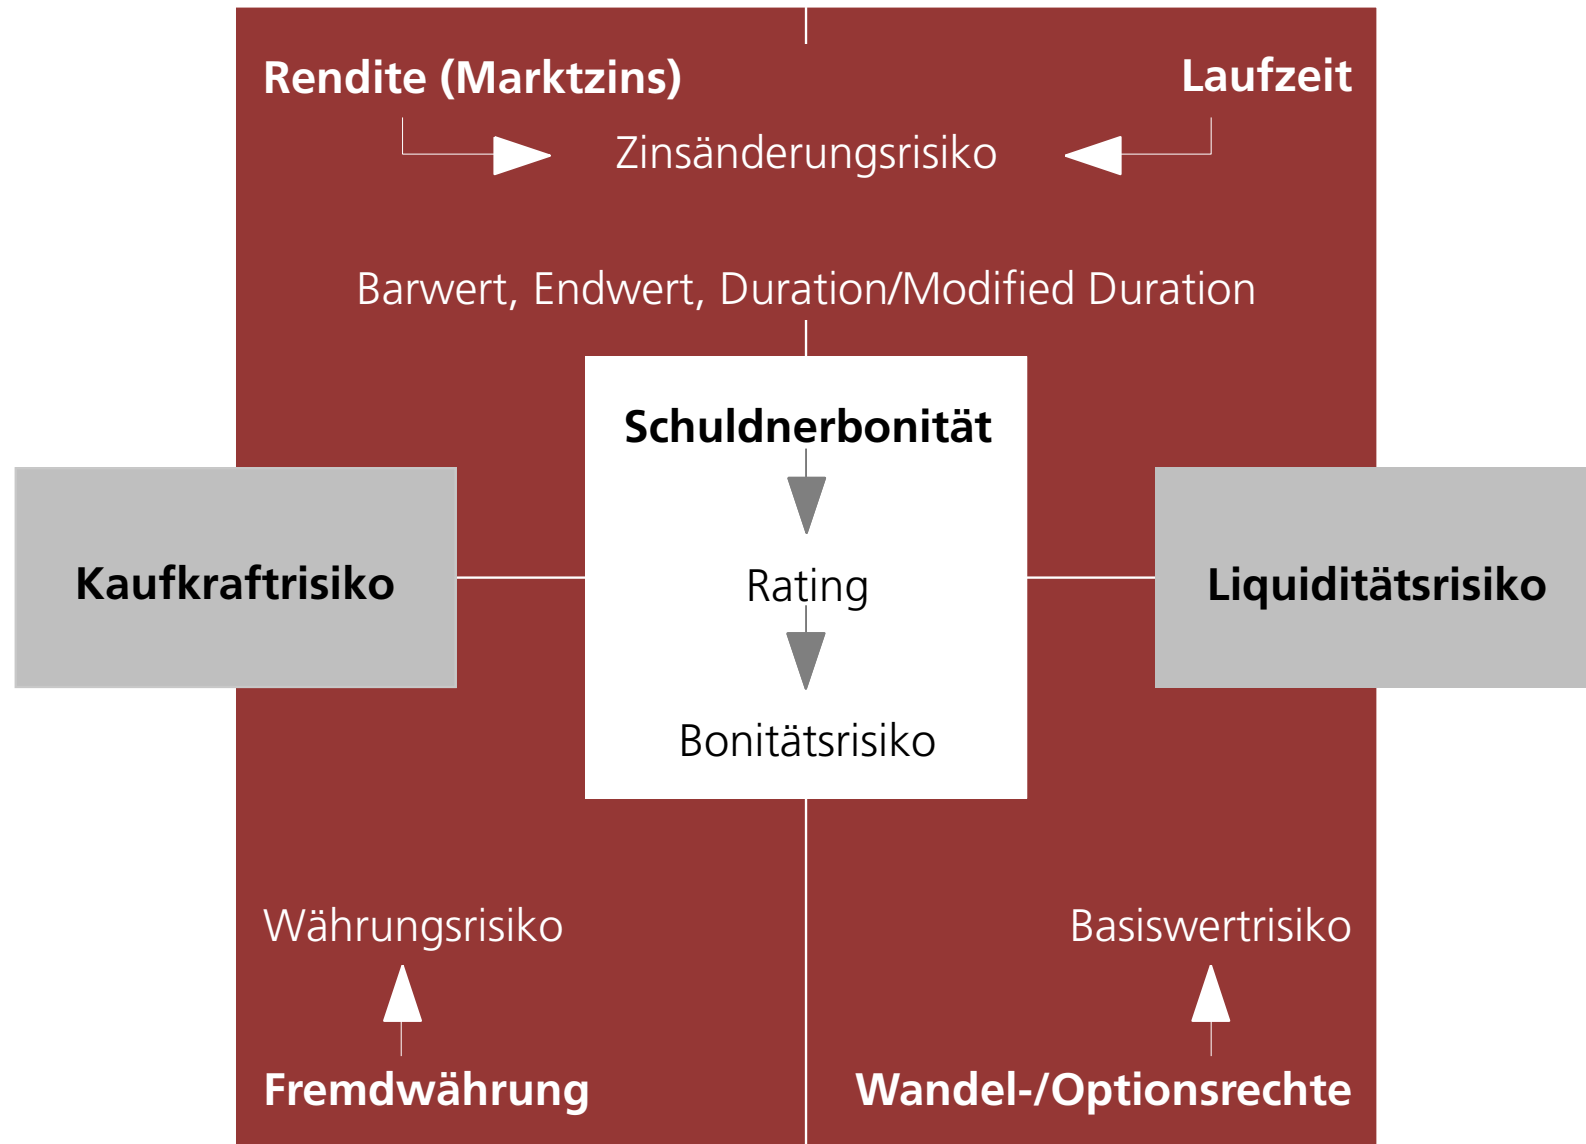 Rendite (Marktzins)
Laufzeit
Zinsänderungsrisiko
Barwert, Endwert, Duration/Modified Duration
Schuldnerbonität
Kaufkraftrisiko
Rating
Liquiditätsrisiko
Bonitätsrisiko
Währungsrisiko
Basiswertrisiko
Fremdwährung
Wandel-/Optionsrechte